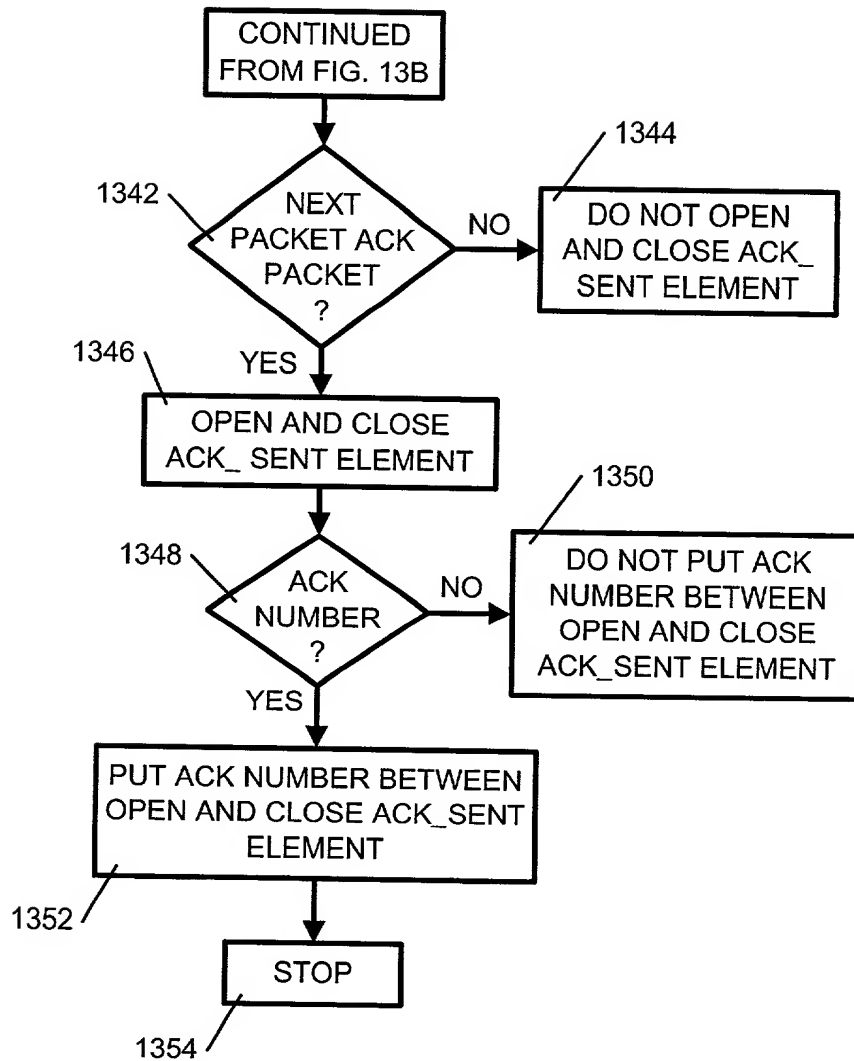 CONTINUED
FROM FIG. 13B
1342
NEXT
PACKET ACK
PACKET
?
NO
1344
DO NOT OPEN
AND CLOSE ACK_
SENT ELEMENT
YES
1346
OPEN AND CLOSE
ACK_ SENT ELEMENT
1348
ACK
NUMBER
?
NO
1350
DO NOT PUT ACK
NUMBER BETWEEN
OPEN AND CLOSE
ACK_SENT ELEMENT
YES
PUT ACK NUMBER BETWEEN
OPEN AND CLOSE ACK_SENT
ELEMENT
1352
STOP
1354